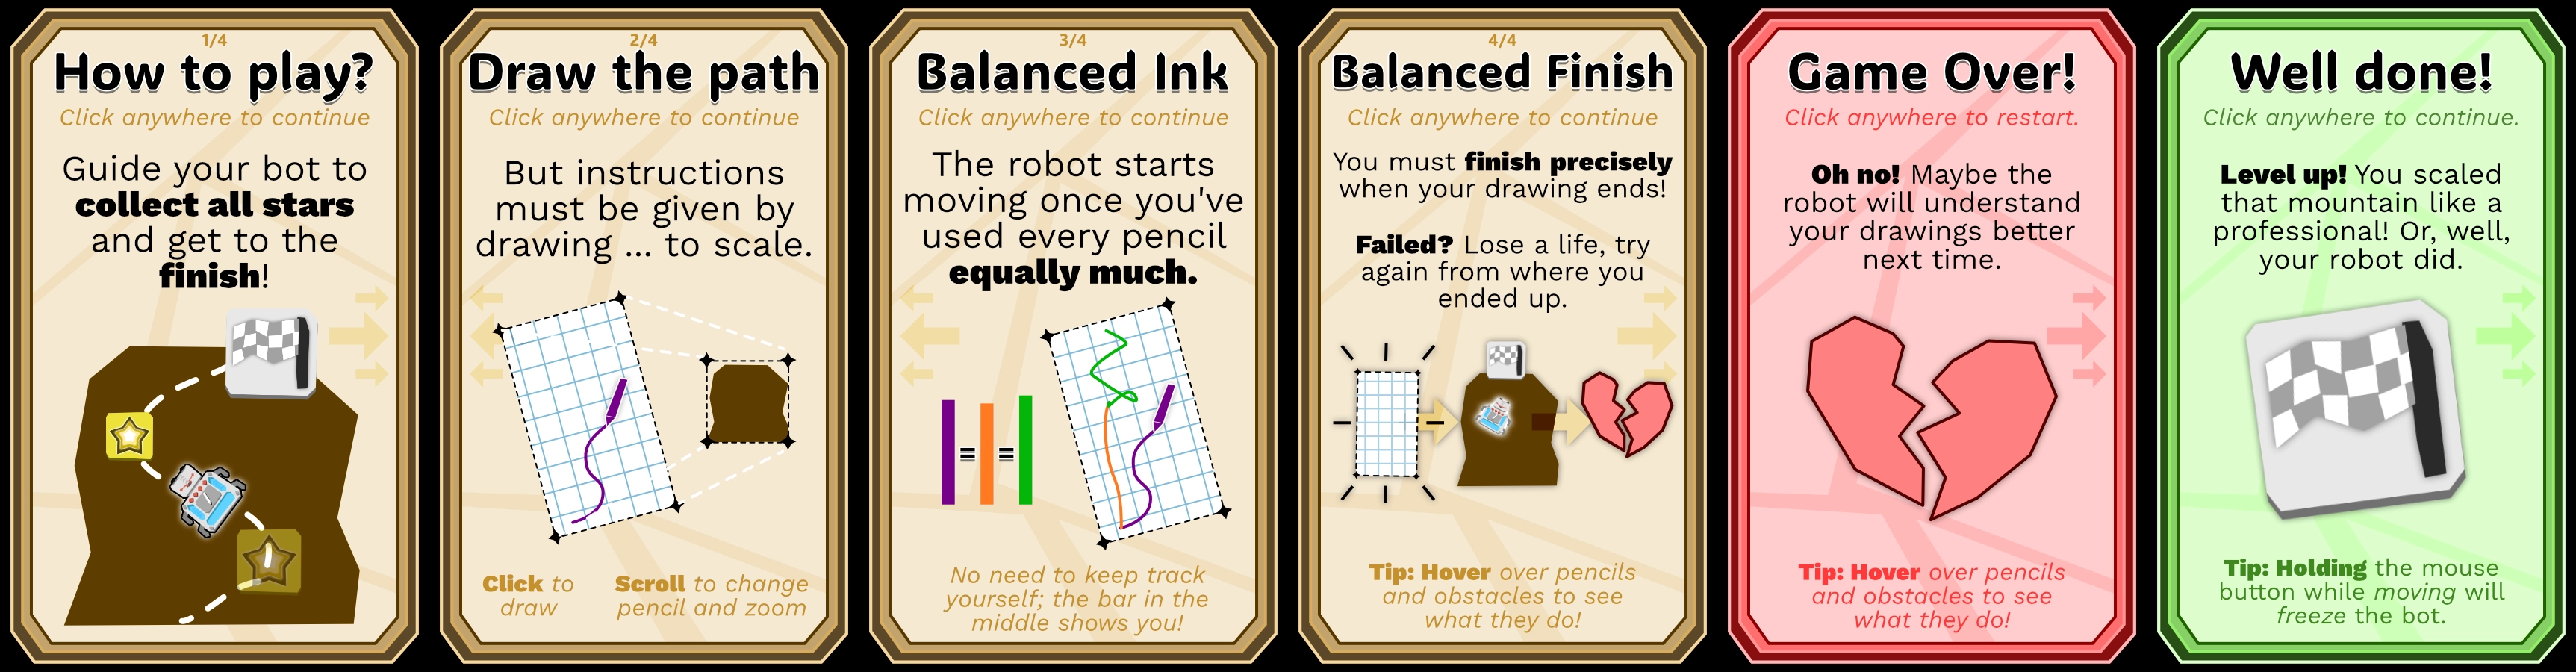 1/4
How to play?
Click anywhere to continue
Guide your bot to
collect all stars
and get to the
finish!
2/4
Draw the path
Click anywhere to continue
But instructions
must be given by
drawing ... to scale.
Click to
draw
Scroll to change
pencil and zoom
3/4
Balanced Ink
Click anywhere to continue
The robot starts
moving once you've
used every pencil
equally much.
= =
No need to keep track
yourself; the bar in the
middle shows you!
4/4
Balanced Finish
Click anywhere to continue
You must finish precisely
when your drawing ends!
Failed? Lose a life, try
again from where you
ended up.
Tip: Hover over pencils
and obstacles to see
what they do!
Game Over!
Click anywhere to restart.
Oh no! Maybe the
robot will understand
your drawings better
next time.
Tip: Hover over pencils
and obstacles to see
what they do!
Well done!
Click anywhere to continue.
Level up! You scaled
that mountain like a
professional! Or, well,
your robot did.
Tip: Holding the mouse
button while moving will
freeze the bot.